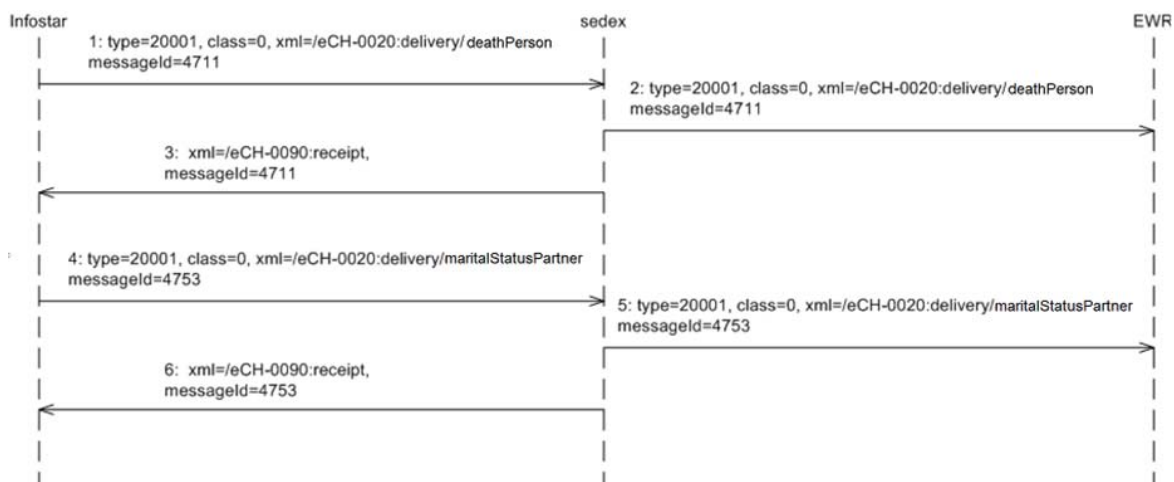 Infostar
sedex
EWR
1: type=20001, class=0, xml=/eCH-0020:delivery/deathPerson
messageId=4711
2: type=20001, class=0, xml=/eCH-0020:delivery/deathPerson
messageId=4711
3: xml=/eCH-0090:receipt,
messageId=4711
4: type=20001, class=0, xml=/eCH-0020:delivery/maritalStatusPartner
messageId=4753
5: type=20001, class=0, xml=/eCH-0020:delivery/maritalStatusPartner
messageId=4753
6: xml=/eCH-0090:receipt,
messageId=4753